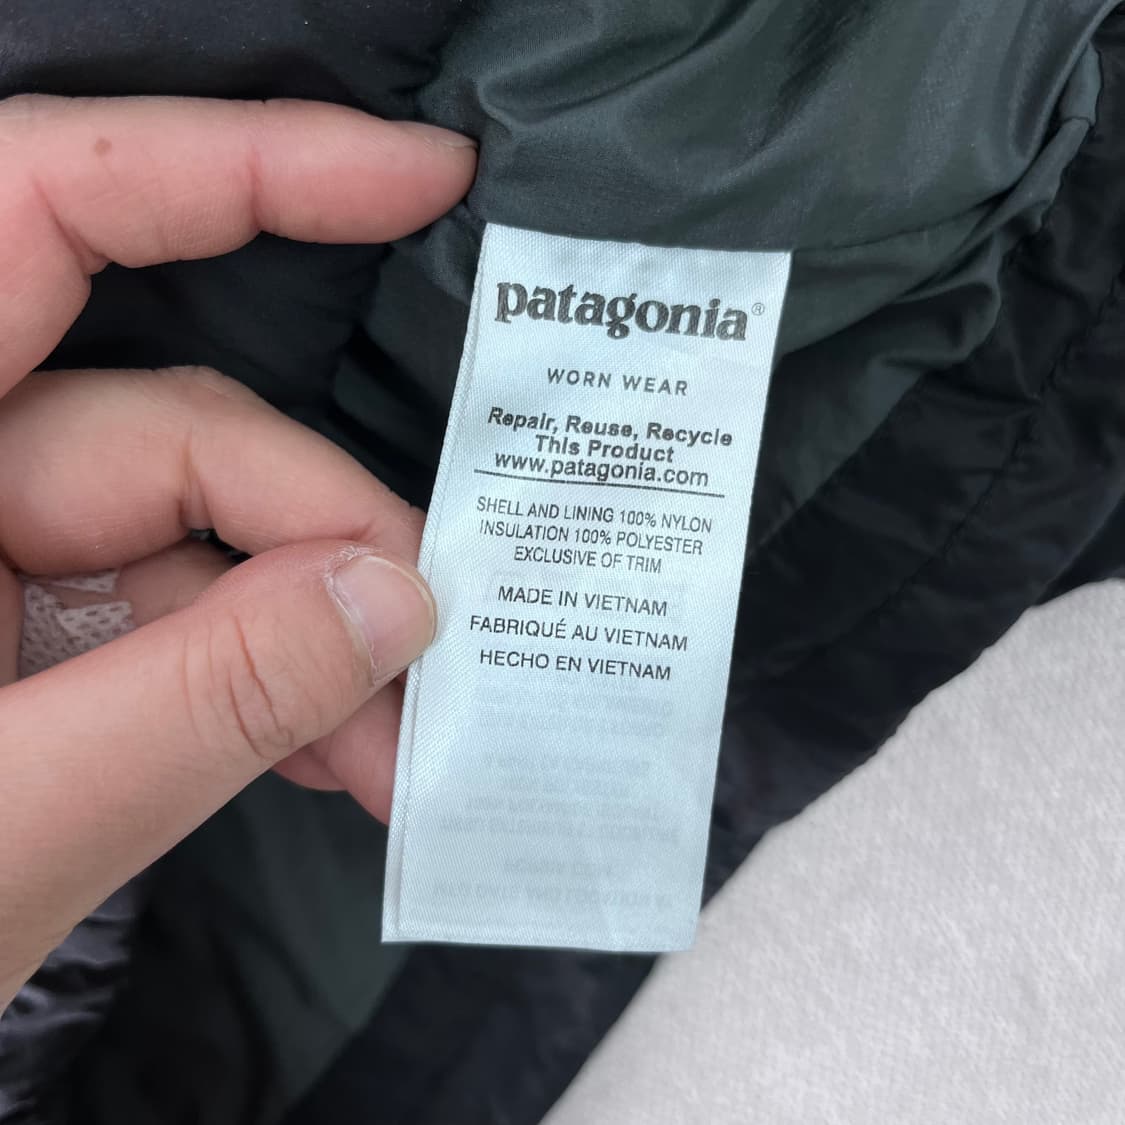 patagonia®
WORN WEAR
Repair, Reuse, Recycle
This Product
www.patagonia.com
SHELL AND LINING 100% NYLON
INSULATION 100% POLYESTER
EXCLUSIVE OF TRIM
MADE IN VIETNAM
FABRIQUÉ AU VIETNAM
HECHO EN VIETNAM